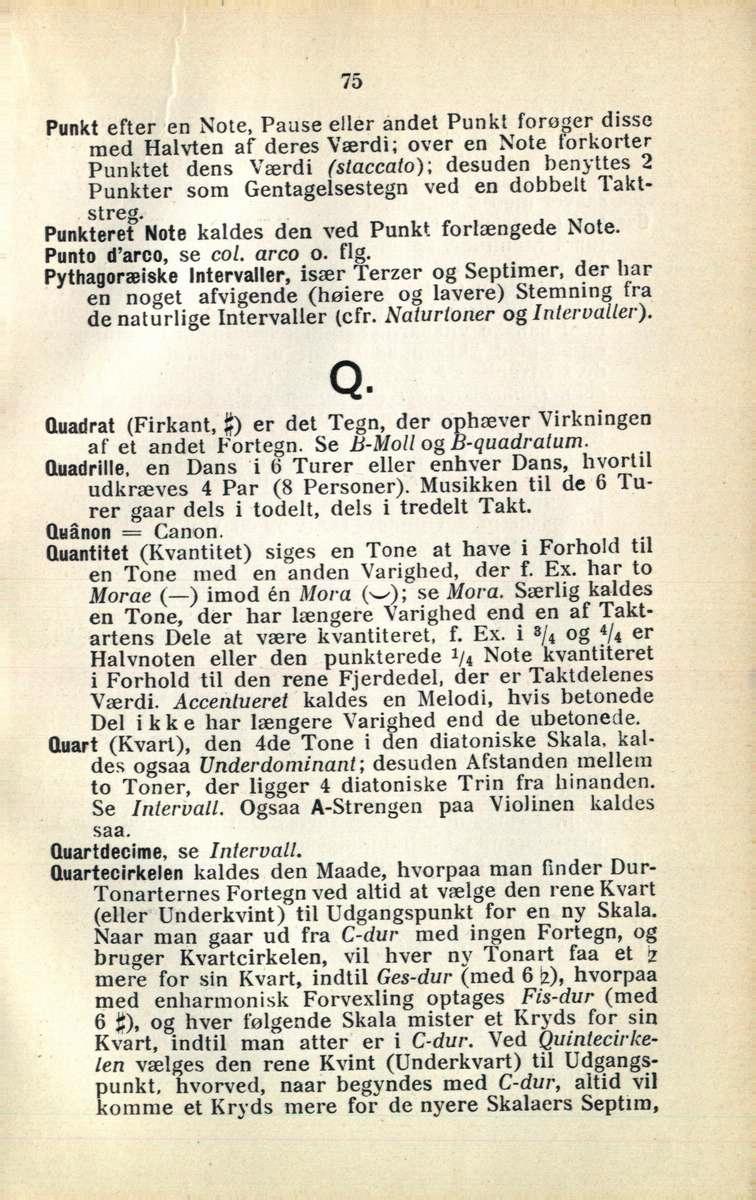 75
Punkt efter en Note, Pause eller andet Punkt forøger disse
med Halvten af deres Værdi; over en Note forkorter
Punktet dens Værdi (staccato); desuden benyttes 2
Punkter som Gentagelsestegn ved en dobbelt Takt-
streg.
Punkteret Note kaldes den ved Punkt forlængede Note.
Punto d'arco, se col. arco o. flg.
Pythagoræiske Intervaller, især Terzer og Septimer, der har
en noget afvigende (høiere og lavere) Stemning fra
de naturlige Intervaller (cfr. Naturtoner og Intervaller).
Q.
Quadrat (Firkant, ♯) er det Tegn, der ophæver Virkningen
af et andet Fortegn. Se B-Moll og B-quadratum.
Quadrille, en Dans i 6 Turer eller enhver Dans, hvortil
udkræves 4 Par (8 Personer). Musikken til de 6 Tu-
rer gaar dels i todelt, dels i tredelt Takt.
Quânon = Canon.
Quantitet (Kvantitet) siges en Tone at have i Forhold til
en Tone med en anden Varighed, der f. Ex. har to
Morae (—) imod én Mora (⏑); se Mora. Særlig kaldes
en Tone, der har længere Varighed end en af Takt-
artens Dele at være kvantiteret, f. Ex. i 3/4 og 4/4 er
Halvnoten eller den punkterede 1/4 Note kvantiteret
i Forhold til den rene Fjerdedel, der er Taktdelenes
Værdi. Accentueret kaldes en Melodi, hvis betonede
Del ikke har længere Varighed end de ubetonede.
Quart (Kvart), den 4de Tone i den diatoniske Skala, kal-
des ogsaa Underdominant; desuden Afstanden mellem
to Toner, der ligger 4 diatoniske Trin fra hinanden.
Se Intervall. Ogsaa A-Strengen paa Violinen kaldes
saa.
Quartdecime, se Intervall.
Quartecirkelen kaldes den Maade, hvorpaa man finder Dur-
Tonarternes Fortegn ved altid at vælge den rene Kvart
(eller Underkvint) til Udgangspunkt for en ny Skala.
Naar man gaar ud fra C-dur med ingen Fortegn, og
bruger Kvartcirkelen, vil hver ny Tonart faa et ♭
mere for sin Kvart, indtil Ges-dur (med 6 ♭), hvorpaa
med enharmonisk Forvexling optages Fis-dur (med
6 ♯), og hver følgende Skala mister et Kryds for sin
Kvart, indtil man atter er i C-dur. Ved Quintecirke-
len vælges den rene Kvint (Underkvart) til Udgangs-
punkt, hvorved, naar begyndes med C-dur, altid vil
komme et Kryds mere for de nyere Skalaers Septim,